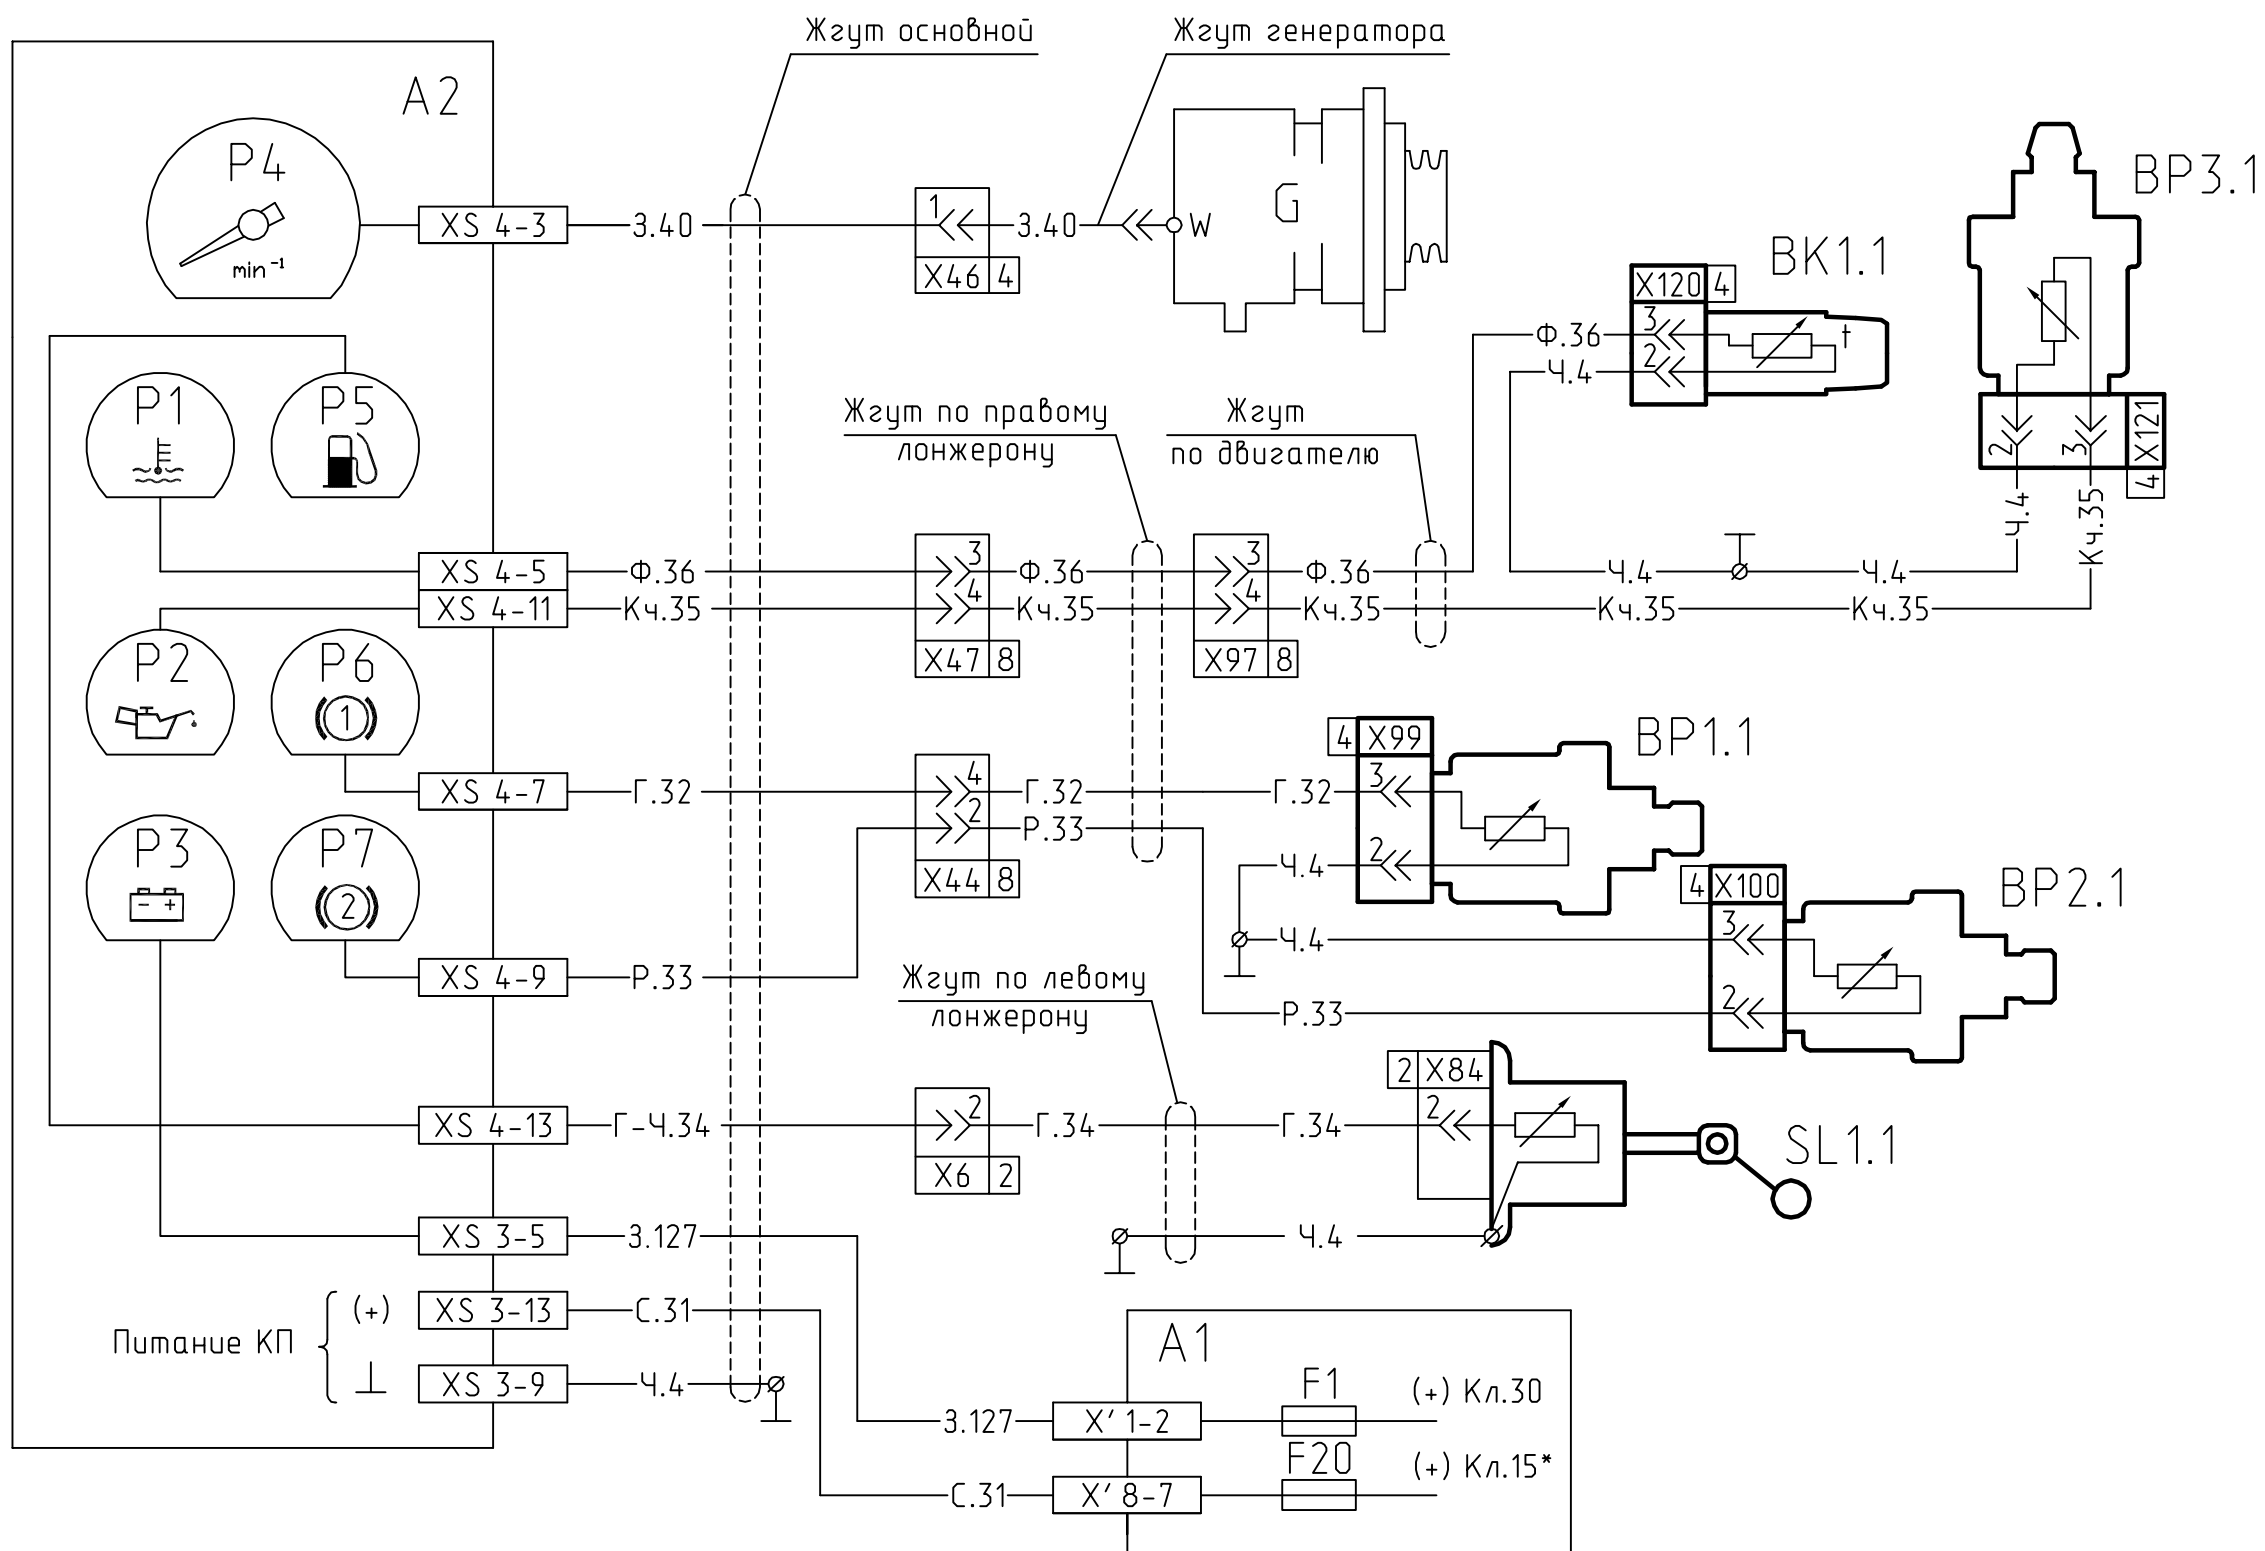 Жгут основной
Жгут генератора
A2
P4
min⁻¹
XS 4-3
З.40
1
X46 4
З.40
W
G
BK1.1
X120 4
3
2
t
Ф.36
Ч.4
BP3.1
2
3
X121
4
Ч.4
Кч.35
P1
P5
Жгут по правому
лонжерону
Жгут
по двигателю
XS 4-5
Ф.36
3
Ф.36
3
Ф.36
Ч.4
Ч.4
XS 4-11
Кч.35
4
Кч.35
4
Кч.35
Кч.35
Кч.35
X47 8
X97 8
P2
P6
1
XS 4-7
Г.32
4
Г.32
Г.32
2
Р.33
X44 8
4 X99
3
2
Ч.4
BP1.1
P3
- +
P7
2
XS 4-9
Р.33
4 X100
3
2
Ч.4
Р.33
BP2.1
Жгут по левому
лонжерону
XS 4-13
Г-Ч.34
2
X6 2
Г.34
Г.34
2 X84
2
SL1.1
XS 3-5
З.127
Ч.4
Питание КП
(+)
XS 3-13
С.31
XS 3-9
Ч.4
A1
З.127
X′ 1-2
F1
(+) Кл.30
С.31
X′ 8-7
F20
(+) Кл.15*